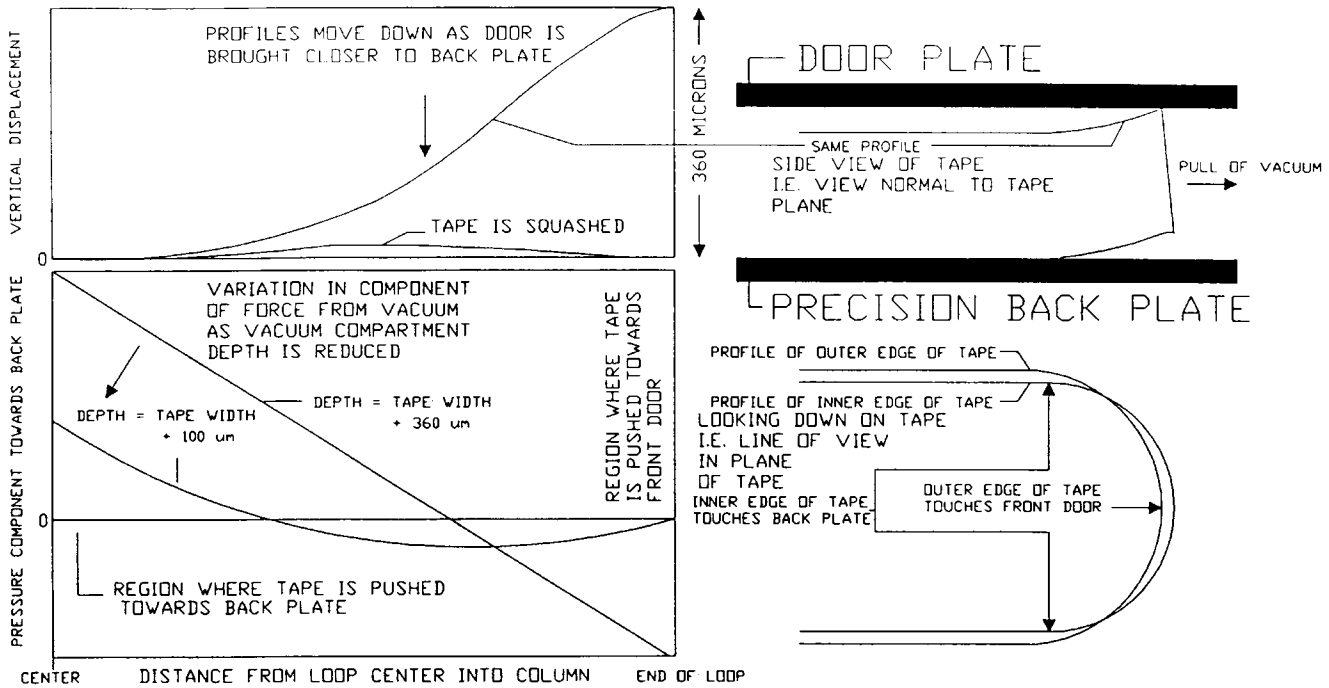 PROFILES MOVE DOWN AS DOOR IS
BROUGHT CLOSER TO BACK PLATE
VERTICAL DISPLACEMENT
0
TAPE IS SQUASHED
360 MICRONS
DOOR PLATE
SAME PROFILE
SIDE VIEW OF TAPE
I.E. VIEW NORMAL TO TAPE
PLANE
PULL OF VACUUM
PRECISION BACK PLATE
PRESSURE COMPONENT TOWARDS BACK PLATE
VARIATION IN COMPONENT
OF FORCE FROM VACUUM
AS VACUUM COMPARTMENT
DEPTH IS REDUCED
DEPTH = TAPE WIDTH
+ 100 um
DEPTH = TAPE WIDTH
+ 360 um
REGION WHERE TAPE
IS PUSHED TOWARDS
FRONT DOOR
0
REGION WHERE TAPE IS PUSHED
TOWARDS BACK PLATE
CENTER
DISTANCE FROM LOOP CENTER INTO COLUMN
END OF LOOP
PROFILE OF OUTER EDGE OF TAPE
PROFILE OF INNER EDGE OF TAPE
LOOKING DOWN ON TAPE
I.E. LINE OF VIEW
IN PLANE
OF TAPE
INNER EDGE OF TAPE
TOUCHES BACK PLATE
OUTER EDGE OF TAPE
TOUCHES FRONT DOOR